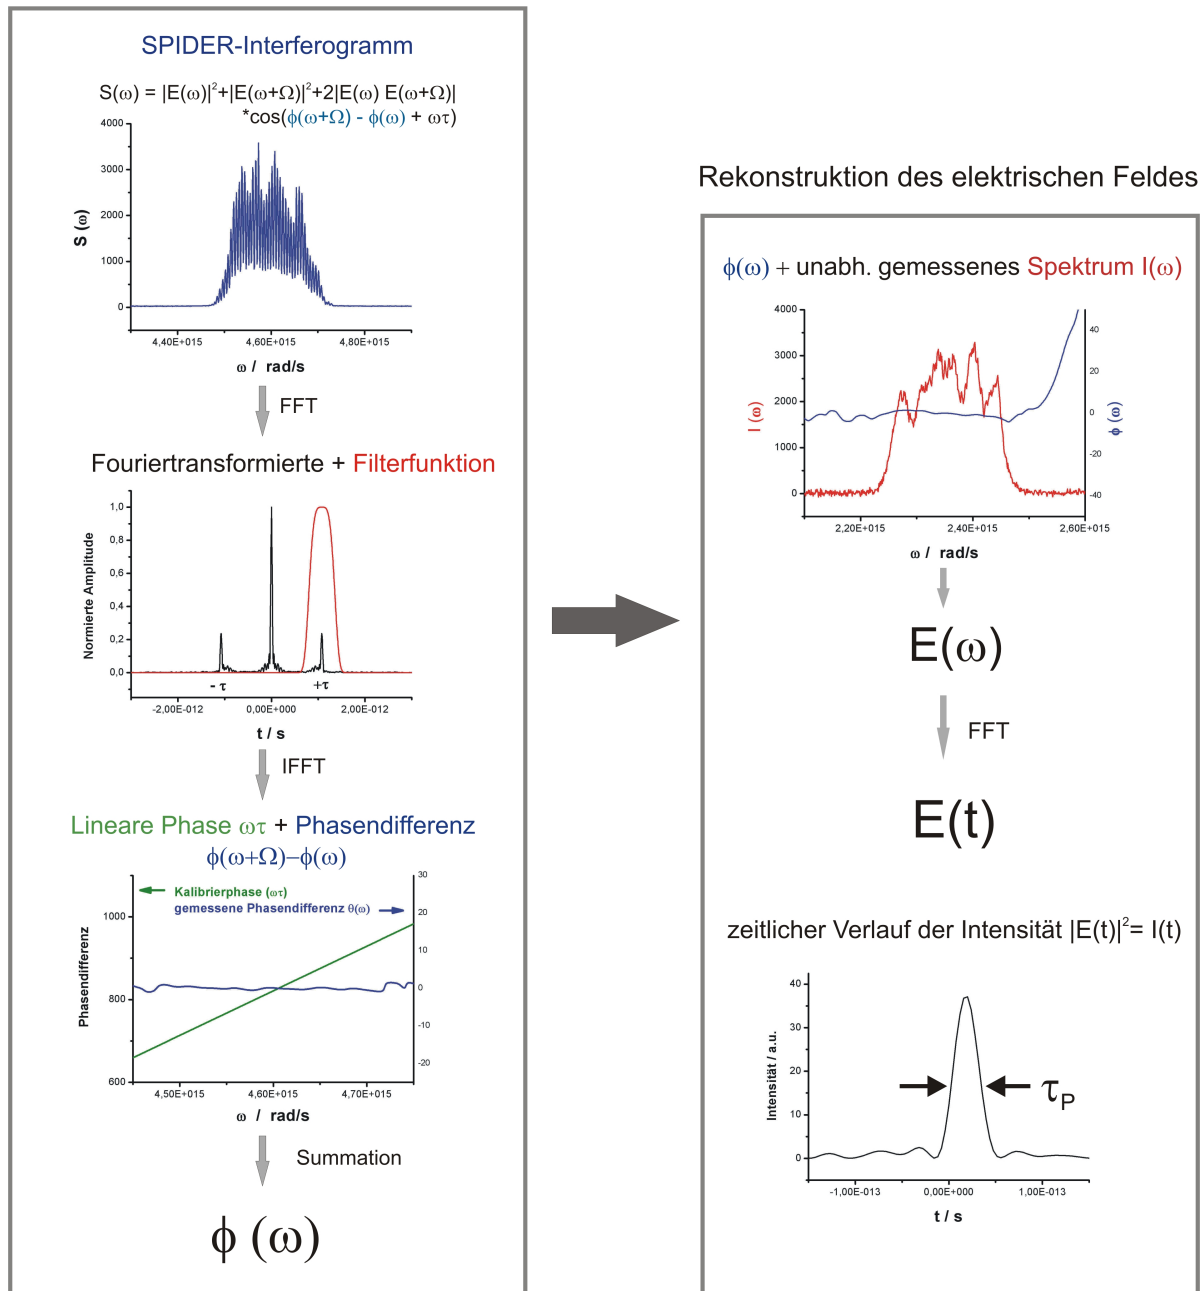 SPIDER-Interferogramm
S(ω) = |E(ω)|²+|E(ω+Ω)|²+2|E(ω) E(ω+Ω)|
*cos(ϕ(ω+Ω) - ϕ(ω) + ωτ)
4000
3000
2000
1000
0
S (ω)
4,40E+015 4,60E+015 4,80E+015
ω / rad/s
FFT
Fouriertransformierte + Filterfunktion
1,0
0,8
0,6
0,4
0,2
0,0
Normierte Amplitude
- τ +τ
-2,00E-012 0,00E+000 2,00E-012
t / s
IFFT
Lineare Phase ωτ + Phasendifferenz
ϕ(ω+Ω)−ϕ(ω)
Kalibrierphase (ωτ)
gemessene Phasendifferenz θ(ω)
1000
800
600
Phasendifferenz
30
20
10
0
-10
-20
4,50E+015 4,60E+015 4,70E+015
ω / rad/s
Summation
ϕ (ω)
Rekonstruktion des elektrischen Feldes
ϕ(ω) + unabh. gemessenes Spektrum I(ω)
4000
3000
2000
1000
0
I (ω)
40
20
0
-20
-40
ϕ (ω)
2,20E+015 2,40E+015 2,60E+015
ω / rad/s
E(ω)
FFT
E(t)
zeitlicher Verlauf der Intensität |E(t)|²= I(t)
40
30
20
10
0
Intensität / a.u.
τP
-1,00E-013 0,00E+000 1,00E-013
t / s